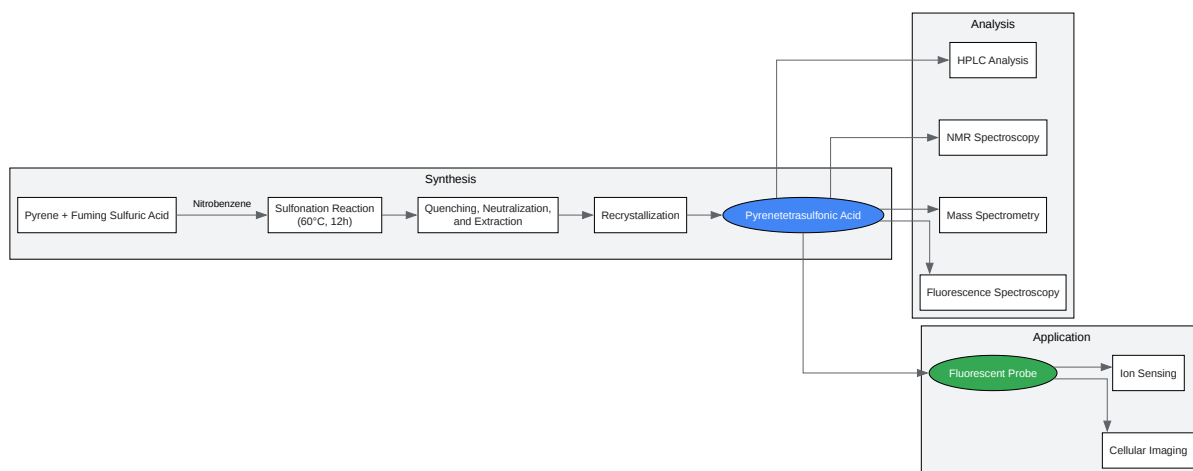 Analysis
HPLC Analysis
NMR Spectroscopy
Synthesis
Pyrene + Fuming Sulfuric Acid
Nitrobenzene
Sulfonation Reaction
(60°C, 12h)
Quenching, Neutralization,
and Extraction
Recrystallization
Pyrenetetrasulfonic Acid
Mass Spectrometry
Fluorescence Spectroscopy
Application
Fluorescent Probe
Ion Sensing
Cellular Imaging